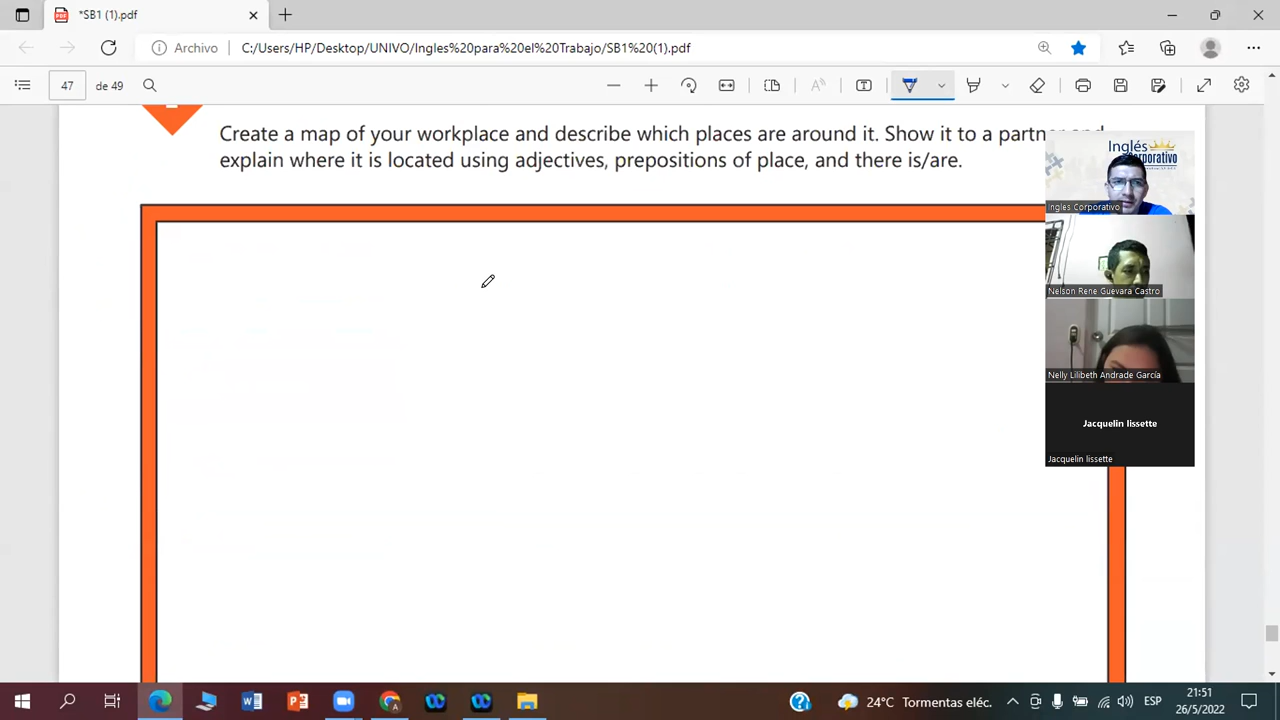 *SB1 (1).pdf
Archivo
C:/Users/HP/Desktop/UNIVO/Ingles%20para%20el%20Trabajo/SB1%20(1).pdf
47
de 49
Create a map of your workplace and describe which places are around it. Show it to a partner and
explain where it is located using adjectives, prepositions of place, and there is/are.
Inglés
Corporativo
Ingles Corporativo
Nelson Rene Guevara Castro
Nelly Lilibeth Andrade García
Jacquelin lissette
Jacquelin lissette
24°C Tormentas eléc.
ESP
21:51
26/5/2022